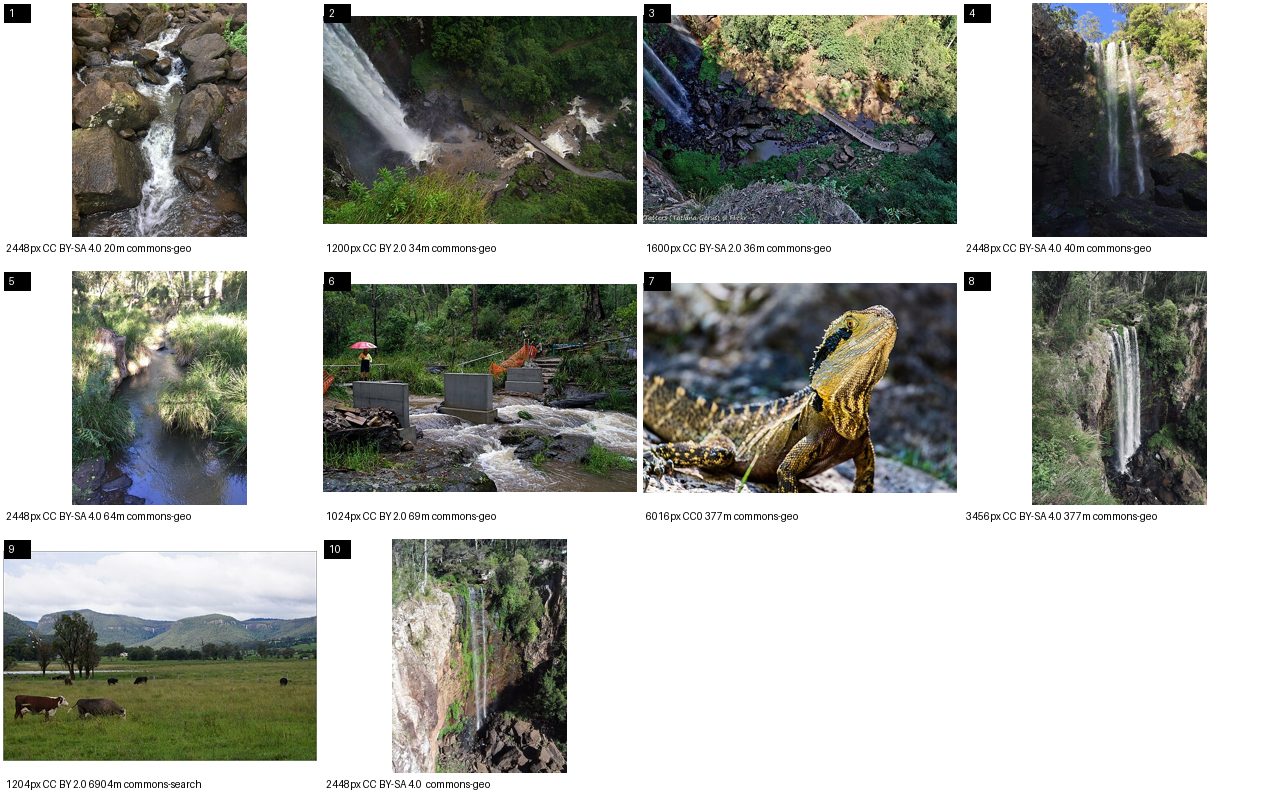 1
2
3
4
2448px CC BY-SA 4.0 20m commons-geo
1200px CC BY 2.0 34m commons-geo
Tatters (Tatiana Gerus) @ Flickr
1600px CC BY-SA 2.0 36m commons-geo
2448px CC BY-SA 4.0 40m commons-geo
5
6
7
8
2448px CC BY-SA 4.0 64m commons-geo
1024px CC BY 2.0 69m commons-geo
6016px CC0 377m commons-geo
3456px CC BY-SA 4.0 377m commons-geo
9
10
1204px CC BY 2.0 6904m commons-search
2448px CC BY-SA 4.0 commons-geo